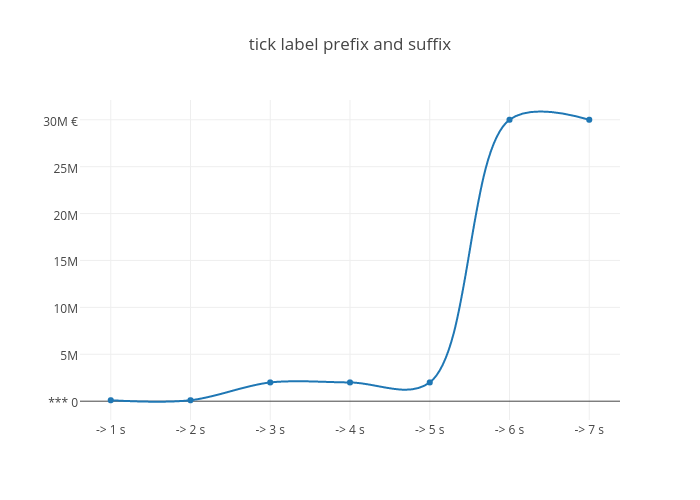 tick label prefix and suffix
30M €
25M
20M
15M
10M
5M
*** 0
-> 1 s
-> 2 s
-> 3 s
-> 4 s
-> 5 s
-> 6 s
-> 7 s